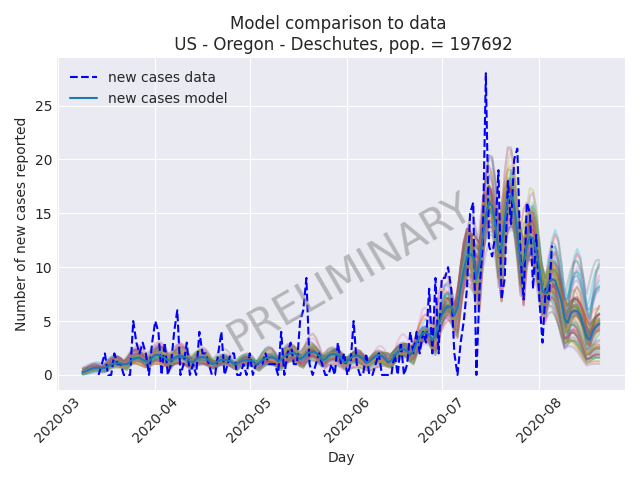 Model comparison to data
US - Oregon - Deschutes, pop. = 197692
new cases data
new cases model
Number of new cases reported
25
20
15
10
5
0
PRELIMINARY
2020-03
2020-04
2020-05
2020-06
2020-07
2020-08
Day